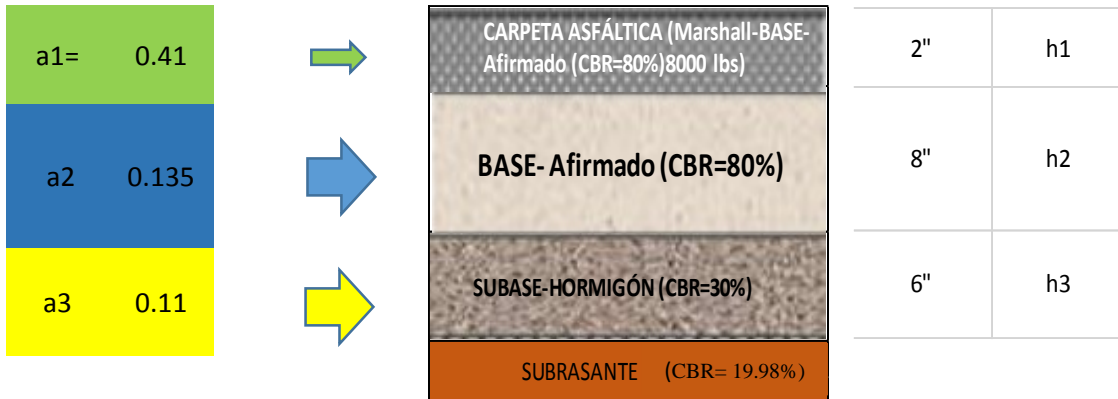 a1= 0.41
CARPETA ASFÁLTICA (Marshall-BASE-
Afirmado (CBR=80%)8000 lbs)
2" h1
a2 0.135
BASE- Afirmado (CBR=80%)
8" h2
a3 0.11
SUBASE-HORMIGÓN (CBR=30%)
6" h3
SUBRASANTE (CBR= 19.98%)